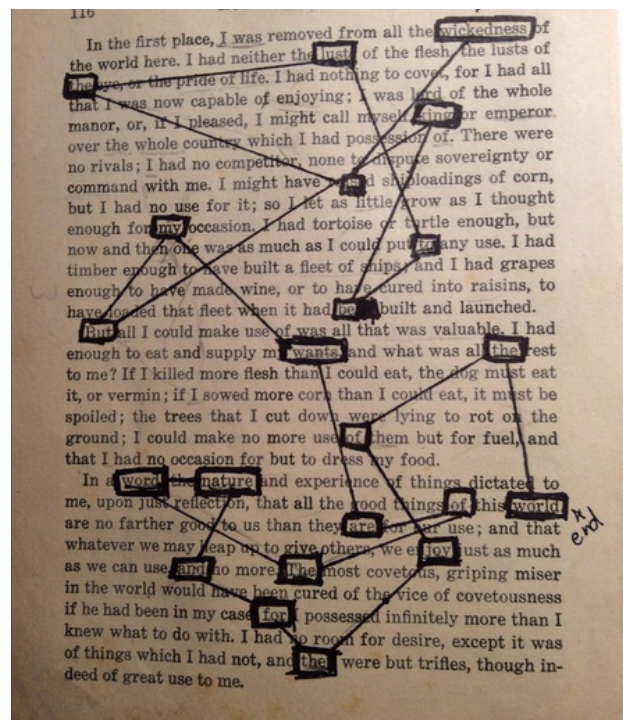 116
In the first place, I was removed from all the wickedness of
the world here. I had neither the lust of the flesh, the lusts of
the eye, or the pride of life. I had nothing to covet, for I had all
that I was now capable of enjoying; I was lord of the whole
manor, or, if I pleased, I might call myself king or emperor
over the whole country which I had possession of. There were
no rivals; I had no competitor, none to dispute sovereignty or
command with me. I might have raised shiploadings of corn,
but I had no use for it; so I let as little grow as I thought
enough for my occasion. I had tortoise or turtle enough, but
now and then one was as much as I could put to any use. I had
timber enough to have built a fleet of ships; and I had grapes
enough to have made wine, or to have cured into raisins, to
have loaded that fleet when it had be built and launched.
But all I could make use of was all that was valuable. I had
enough to eat and supply my wants, and what was all the rest
to me? If I killed more flesh than I could eat, the dog must eat
it, or vermin; if I sowed more corn than I could eat, it must be
spoiled; the trees that I cut down were lying to rot on the
ground; I could make no more use of them but for fuel, and
that I had no occasion for but to dress my food.
In a word, the nature and experience of things dictated to
me, upon just reflection, that all the good things of this world
are no farther good to us than they are for our use; and that
whatever we may heap up to give others, we enjoy just as much
as we can use, and no more. The most covetous, griping miser
in the world would have been cured of the vice of covetousness
if he had been in my case, for I possessed infinitely more than I
knew what to do with. I had no room for desire, except it was
of things which I had not, and they were but trifles, though in-
deed of great use to me.
* end